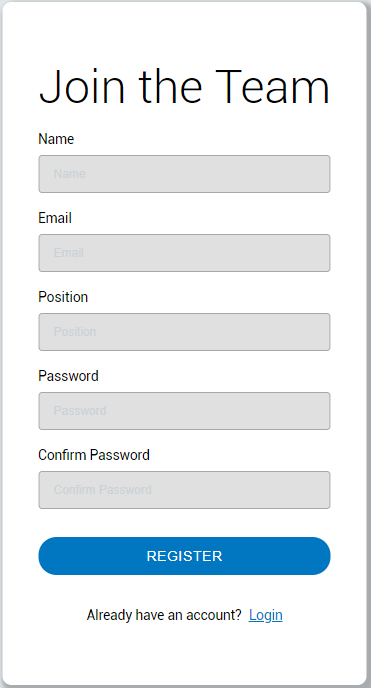 Join the Team
Name
Name
Email
Email
Position
Position
Password
Password
Confirm Password
Confirm Password
REGISTER
Already have an account? Login